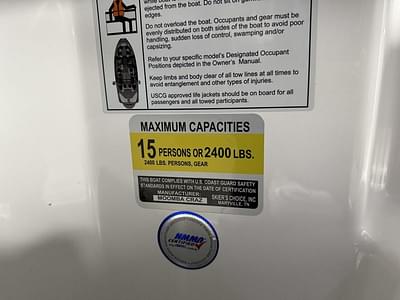 ejected from the boat. Do not sit on
edges.
Do not overload the boat. Occupants and gear must be
evenly distributed on both sides of the boat to avoid poor
handling, sudden loss of control, swamping and/or
capsizing.
Refer to your specific model's Designated Occupant
Positions depicted in the Owner's Manual.
Keep limbs and body clear of all tow lines at all times to
avoid entanglement and other types of injuries.
USCG approved life jackets should be on board for all
passengers and all towed participants.
MAXIMUM CAPACITIES
15 PERSONS OR 2400 LBS.
2400 LBS. PERSONS, GEAR
THIS BOAT COMPLIES WITH U.S. COAST GUARD SAFETY
STANDARDS IN EFFECT ON THE DATE OF CERTIFICATION
MANUFACTURER:
MOOMBA CRAZ
SKIER'S CHOICE, INC
MARYVILLE, TN
NMMA
CERTIFIED